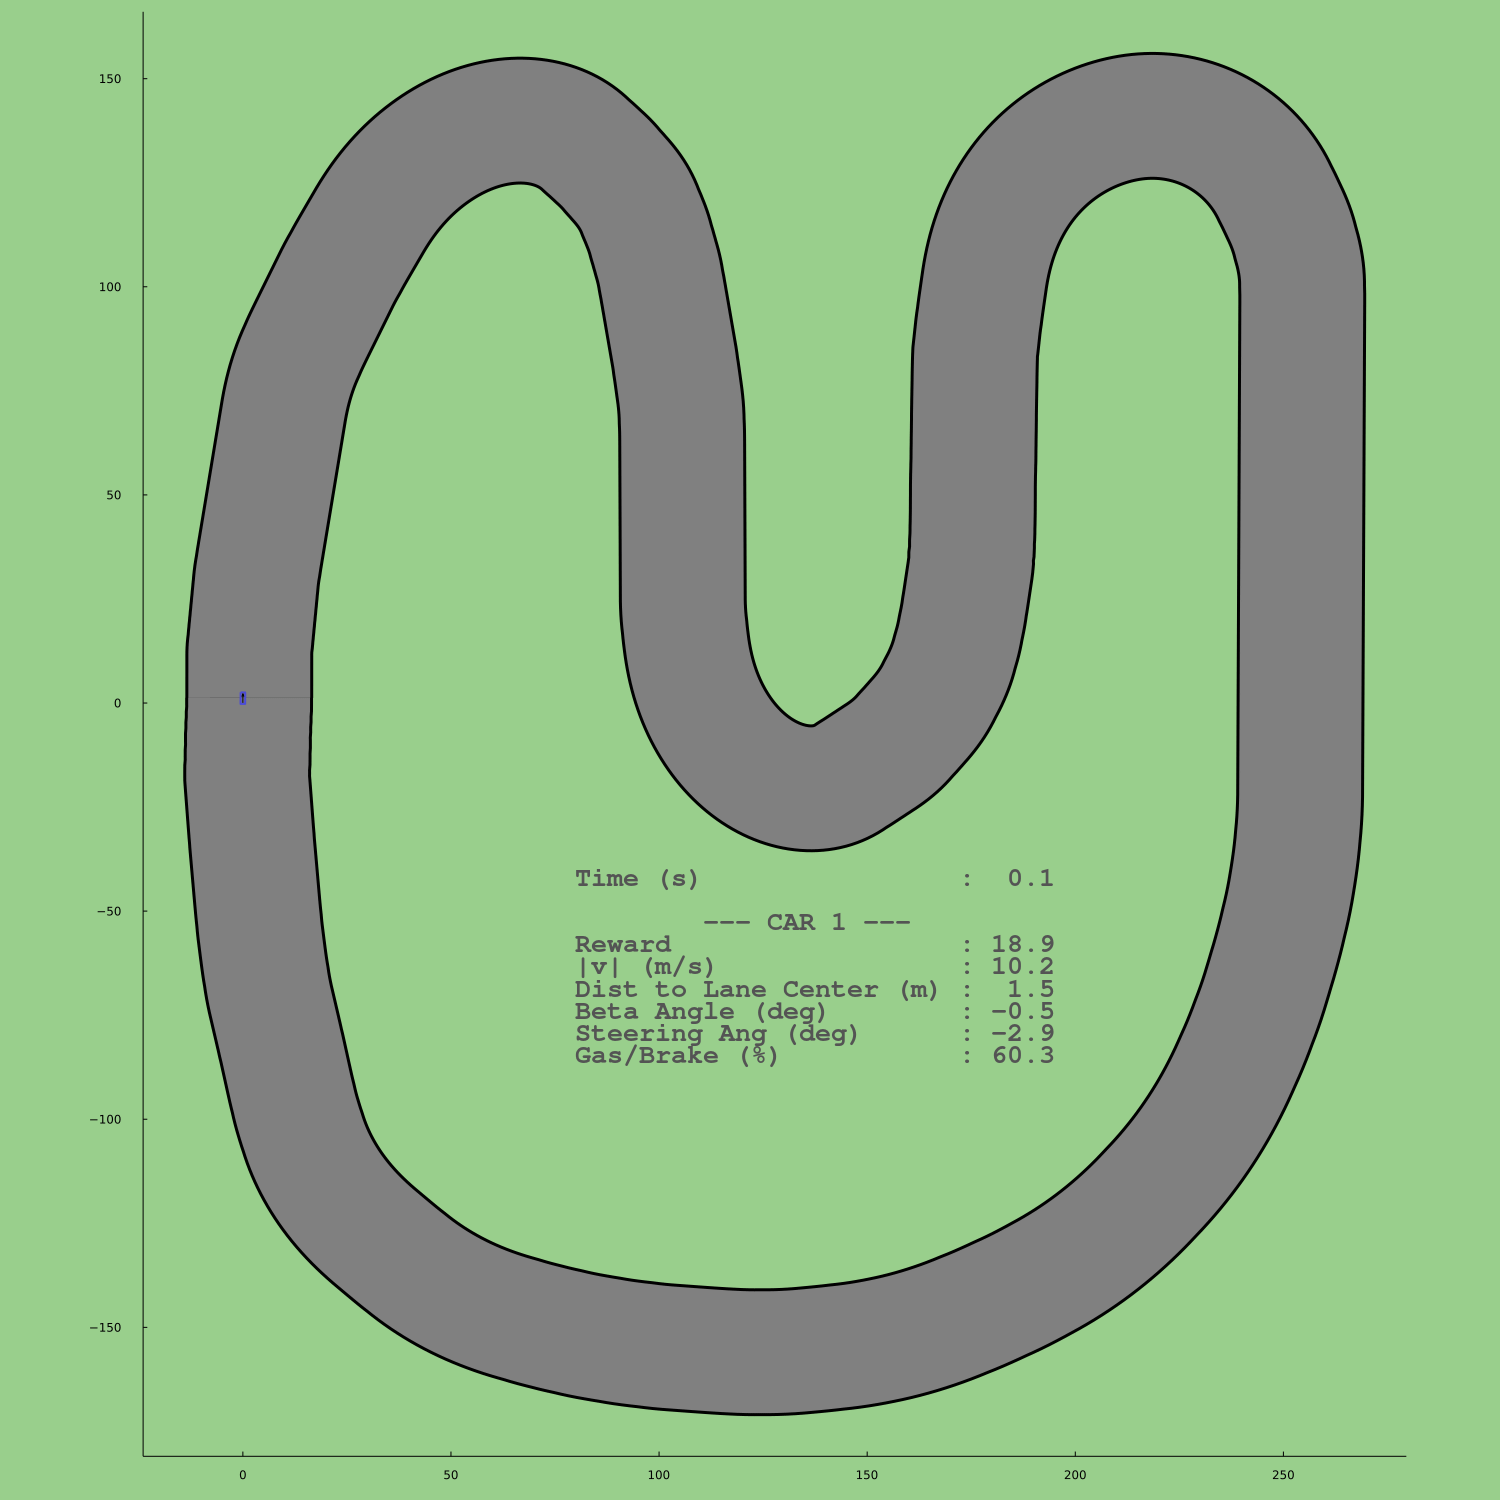 150
100
50
0
−50
−100
−150
Time (s) : 0.1
−−− CAR 1 −−−
Reward : 18.9
|v| (m/s) : 10.2
Dist to Lane Center (m) : 1.5
Beta Angle (deg) : −0.5
Steering Ang (deg) : −2.9
Gas/Brake (%) : 60.3
0 50 100 150 200 250